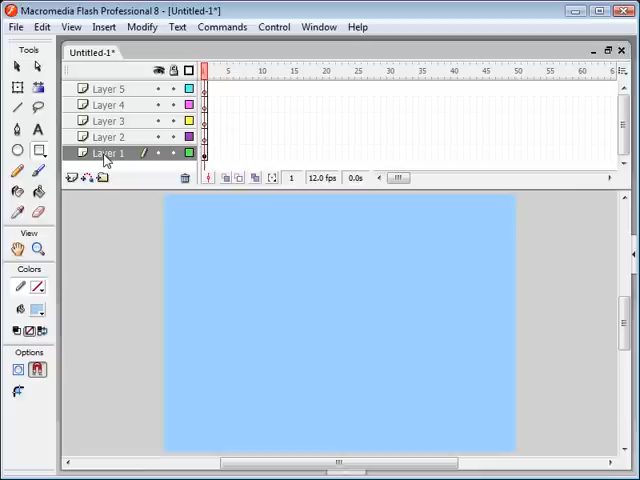 Macromedia Flash Professional 8 - [Untitled-1*]
File Edit View Insert Modify Text Commands Control Window Help
Tools
Untitled-1*
1 5 10 15 20 25 30 35 40 45 50 55 60 6
Layer 5
Layer 4
Layer 3
Layer 2
Layer 1
1 12.0 fps 0.0s
View
Colors
Options